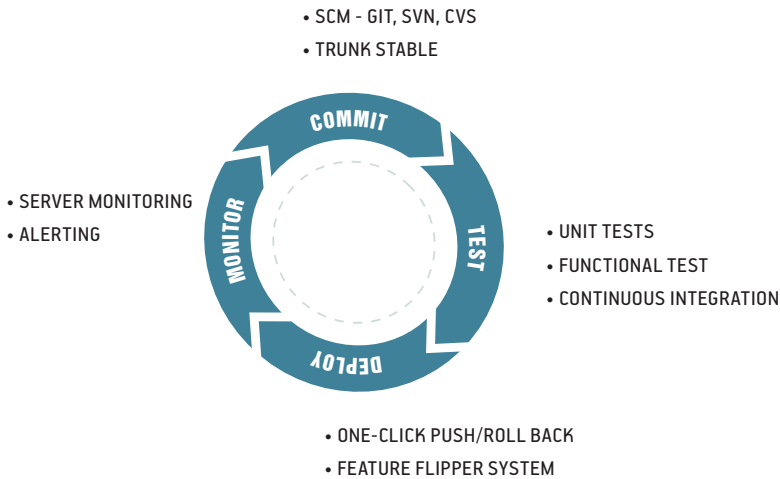 • SCM - GIT, SVN, CVS
• TRUNK STABLE
COMMIT
• SERVER MONITORING
• ALERTING
MONITOR
TEST
• UNIT TESTS
• FUNCTIONAL TEST
• CONTINUOUS INTEGRATION
DEPLOY
• ONE-CLICK PUSH/ROLL BACK
• FEATURE FLIPPER SYSTEM